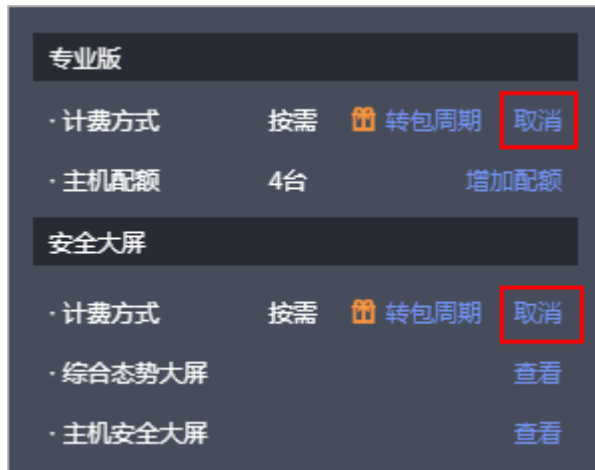 专业版
·计费方式 按需 转包周期 取消
·主机配额 4台 增加配额
安全大屏
·计费方式 按需 转包周期 取消
·综合态势大屏 查看
·主机安全大屏 查看